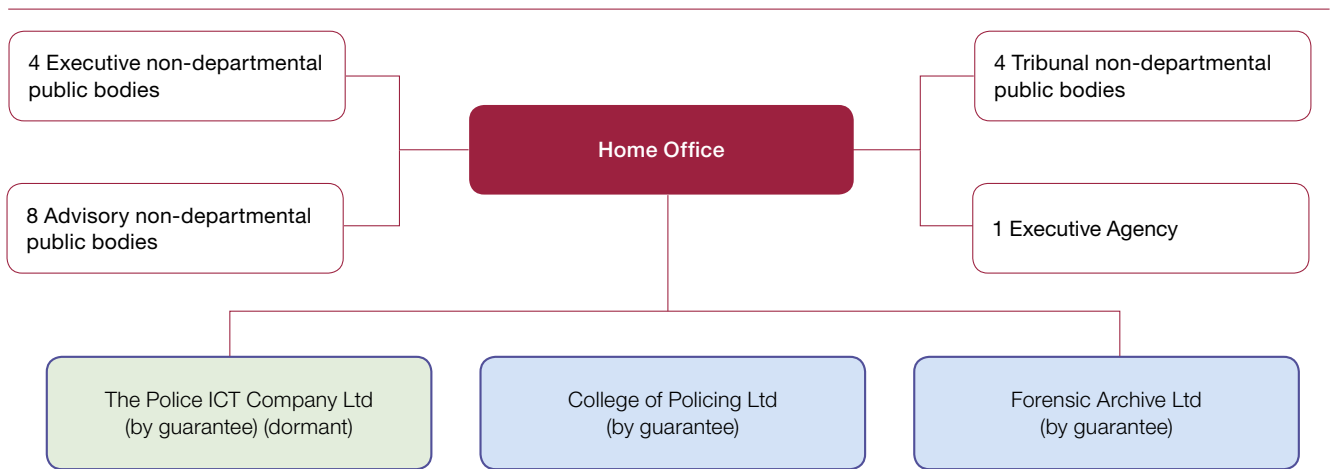 4 Executive non-departmental
public bodies
4 Tribunal non-departmental
public bodies
Home Office
8 Advisory non-departmental
public bodies
1 Executive Agency
The Police ICT Company Ltd
(by guarantee) (dormant)
College of Policing Ltd
(by guarantee)
Forensic Archive Ltd
(by guarantee)